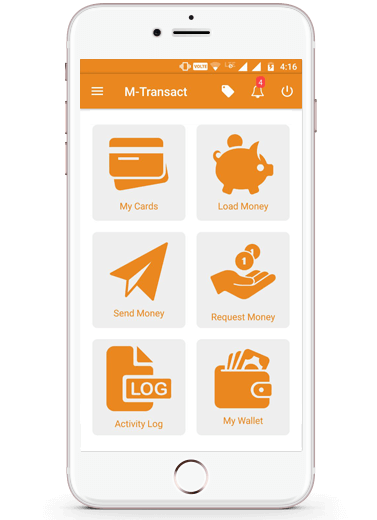 VOLTE 4:16
M-Transact 4
My Cards Load Money
1
1
Send Money Request Money
LOG
Activity Log My Wallet